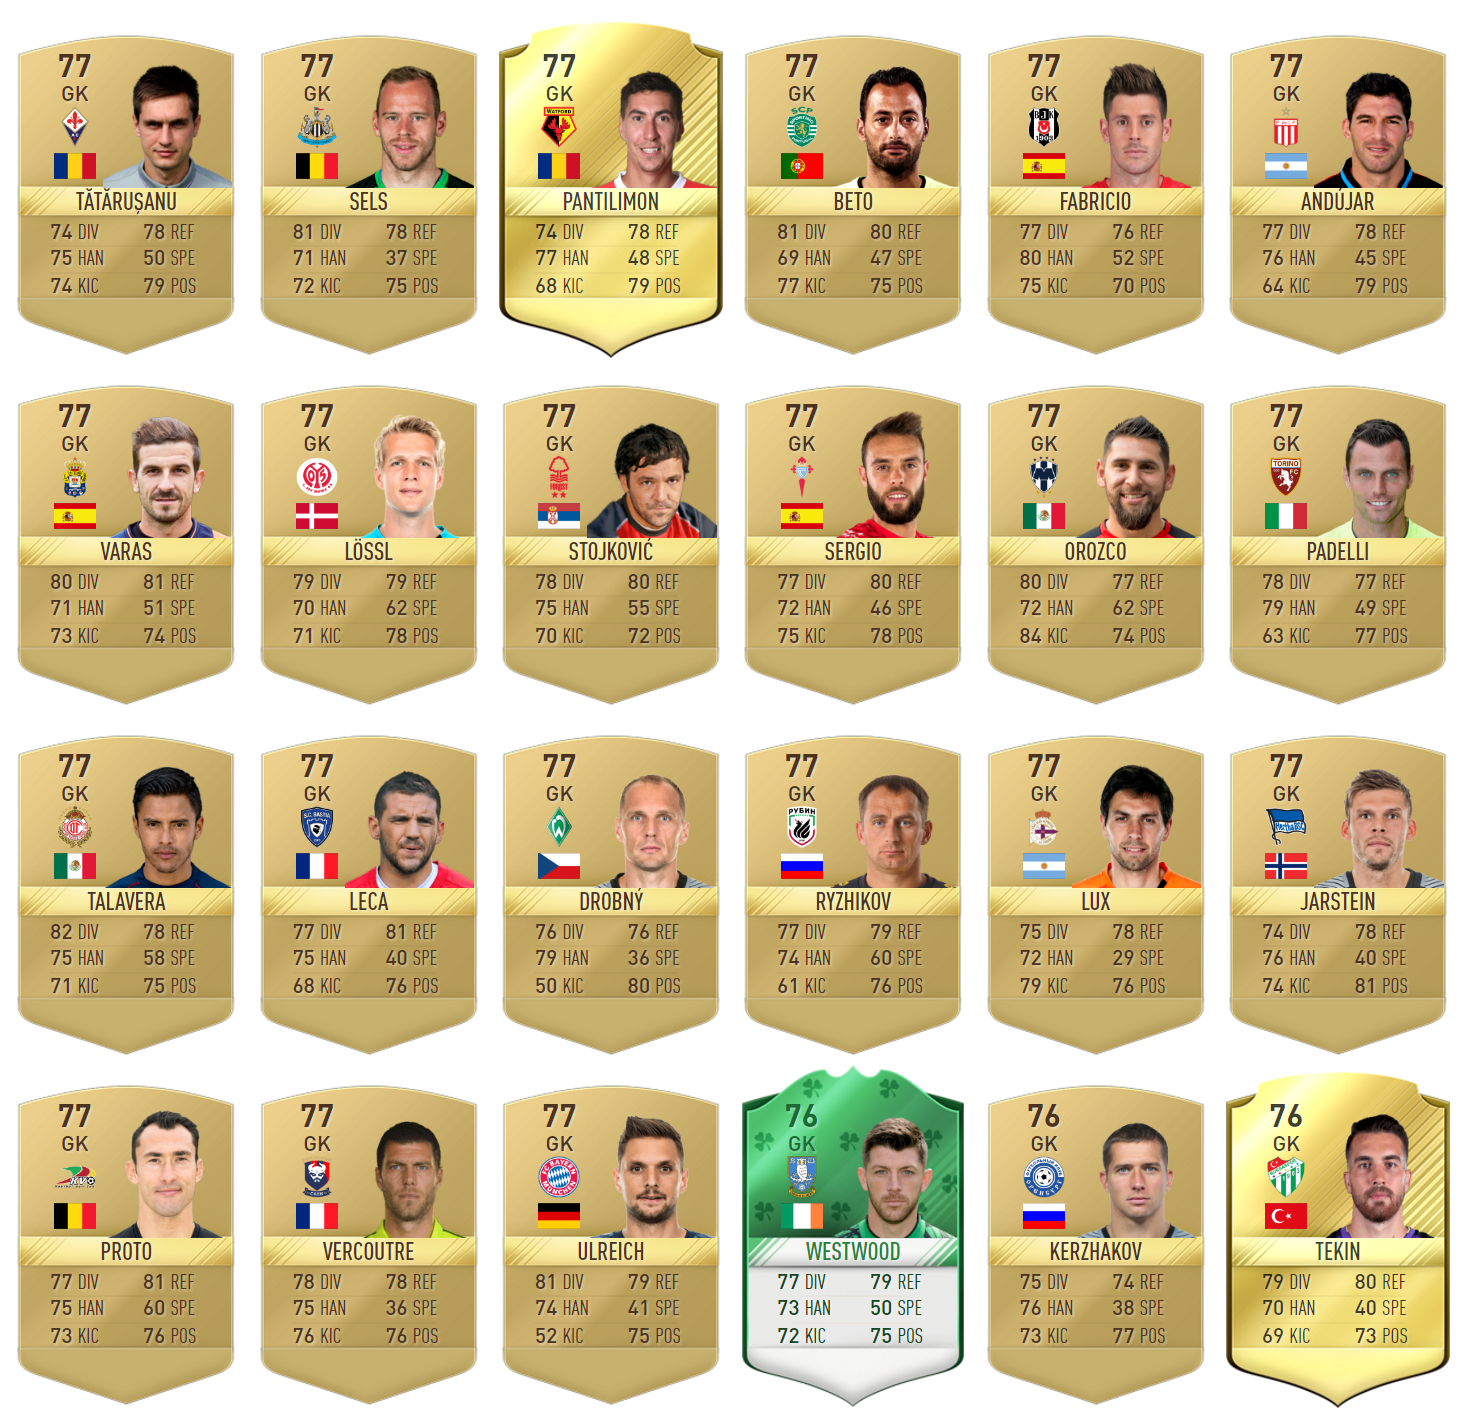 77 77 77 77 77 77
GK GK GK GK GK GK
WATFORD SCP BJK
SPORTING 1903
TĂTĂRUȘANU SELS PANTILIMON BETO FABRICIO ANDÚJAR
74 DIV 78 REF 81 DIV 78 REF 74 DIV 78 REF 81 DIV 80 REF 77 DIV 76 REF 77 DIV 78 REF
75 HAN 50 SPE 71 HAN 37 SPE 77 HAN 48 SPE 69 HAN 47 SPE 80 HAN 52 SPE 76 HAN 45 SPE
74 KIC 79 POS 72 KIC 75 POS 68 KIC 79 POS 77 KIC 75 POS 75 KIC 70 POS 64 KIC 79 POS
77 77 77 77 77 77
GK GK GK GK GK GK
FOREST TORINO
FC
VARAS LÖSSL STOJKOVIĆ SERGIO OROZCO PADELLI
80 DIV 81 REF 79 DIV 79 REF 78 DIV 80 REF 77 DIV 80 REF 80 DIV 77 REF 78 DIV 77 REF
71 HAN 51 SPE 70 HAN 62 SPE 75 HAN 55 SPE 72 HAN 46 SPE 72 HAN 62 SPE 79 HAN 49 SPE
73 KIC 74 POS 71 KIC 78 POS 70 KIC 72 POS 75 KIC 78 POS 84 KIC 74 POS 63 KIC 77 POS
77 77 77 77 77 77
GK GK GK GK GK GK
S.C. BASTIA РУБИН
TALAVERA LECA DROBNÝ RYZHIKOV LUX JARSTEIN
82 DIV 78 REF 77 DIV 81 REF 76 DIV 76 REF 77 DIV 79 REF 75 DIV 78 REF 74 DIV 78 REF
75 HAN 58 SPE 75 HAN 40 SPE 79 HAN 36 SPE 74 HAN 60 SPE 72 HAN 29 SPE 76 HAN 40 SPE
71 KIC 75 POS 68 KIC 76 POS 50 KIC 80 POS 61 KIC 76 POS 79 KIC 76 POS 74 KIC 81 POS
77 77 77 76 76 76
GK GK GK GK GK GK
KVO FC BAYERN
CAEN MÜNCHEN
PROTO VERCOUTRE ULREICH WESTWOOD KERZHAKOV TEKIN
77 DIV 81 REF 78 DIV 78 REF 81 DIV 79 REF 77 DIV 79 REF 75 DIV 74 REF 79 DIV 80 REF
75 HAN 60 SPE 75 HAN 36 SPE 74 HAN 41 SPE 73 HAN 50 SPE 76 HAN 38 SPE 70 HAN 40 SPE
73 KIC 76 POS 76 KIC 76 POS 52 KIC 75 POS 72 KIC 75 POS 73 KIC 77 POS 69 KIC 73 POS